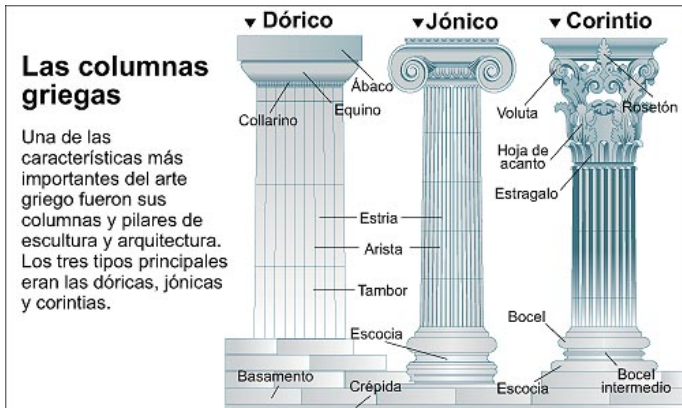 Las columnas
griegas
Una de las
características más
importantes del arte
griego fueron sus
columnas y pilares de
escultura y arquitectura.
Los tres tipos principales
eran las dóricas, jónicas
y corintias.
▼ Dórico
Ábaco
Equino
Collarino
Estria
Arista
Tambor
Basamento
Crépida
▼ Jónico
Escocia
▼ Corintio
Voluta
Rosetón
Hoja de
acanto
Estragalo
Bocel
Escocia
Bocel
intermedio